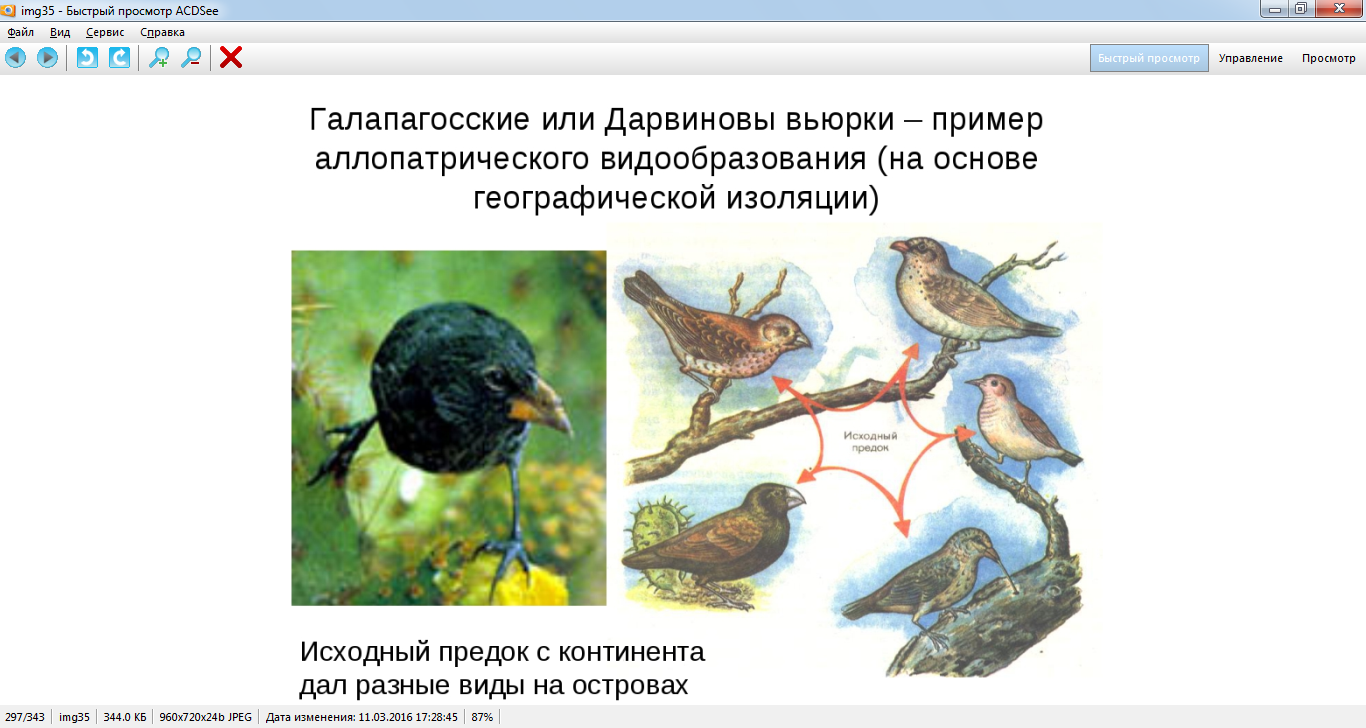 img35 - Быстрый просмотр ACDSee
Файл Вид Сервис Справка
Быстрый просмотр Управление Просмотр
Галапагосские или Дарвиновы вьюрки – пример
аллопатрического видообразования (на основе
географической изоляции)
Исходный
предок
Исходный предок с континента
дал разные виды на островах
297/343 img35 344.0 КБ 960x720x24b JPEG Дата изменения: 11.03.2016 17:28:45 87%